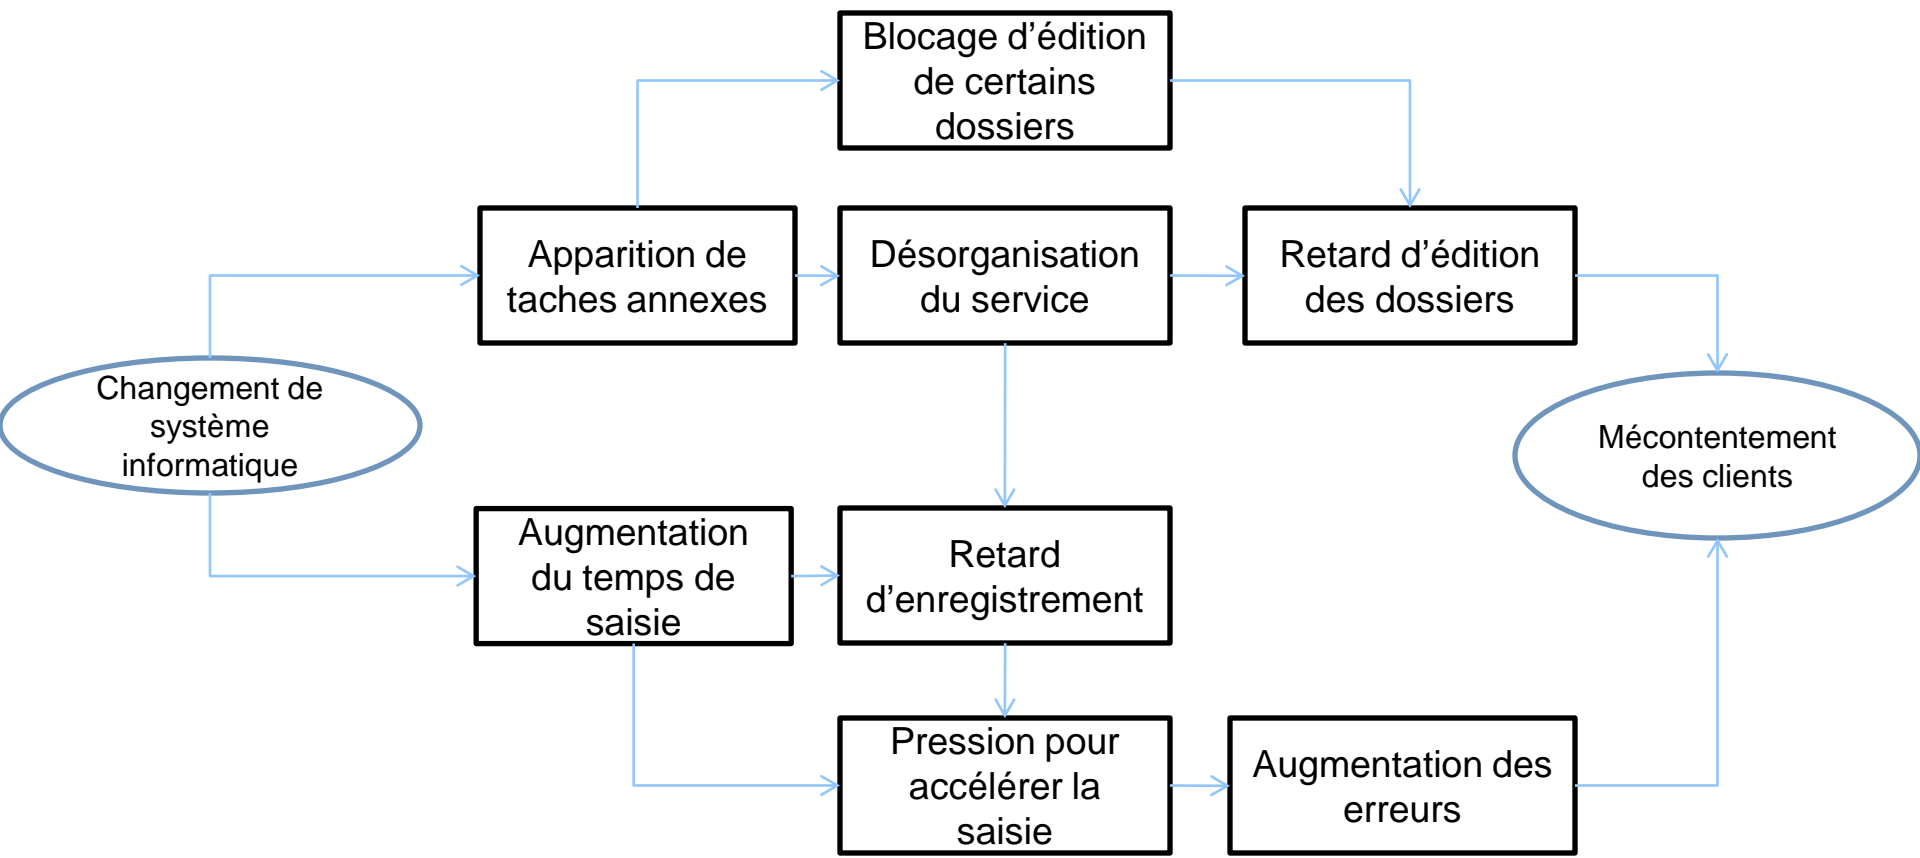 Blocage d’édition
de certains
dossiers
Apparition de
taches annexes
Désorganisation
du service
Retard d’édition
des dossiers
Changement de
système
informatique
Mécontentement
des clients
Augmentation
du temps de
saisie
Retard
d’enregistrement
Pression pour
accélérer la
saisie
Augmentation des
erreurs